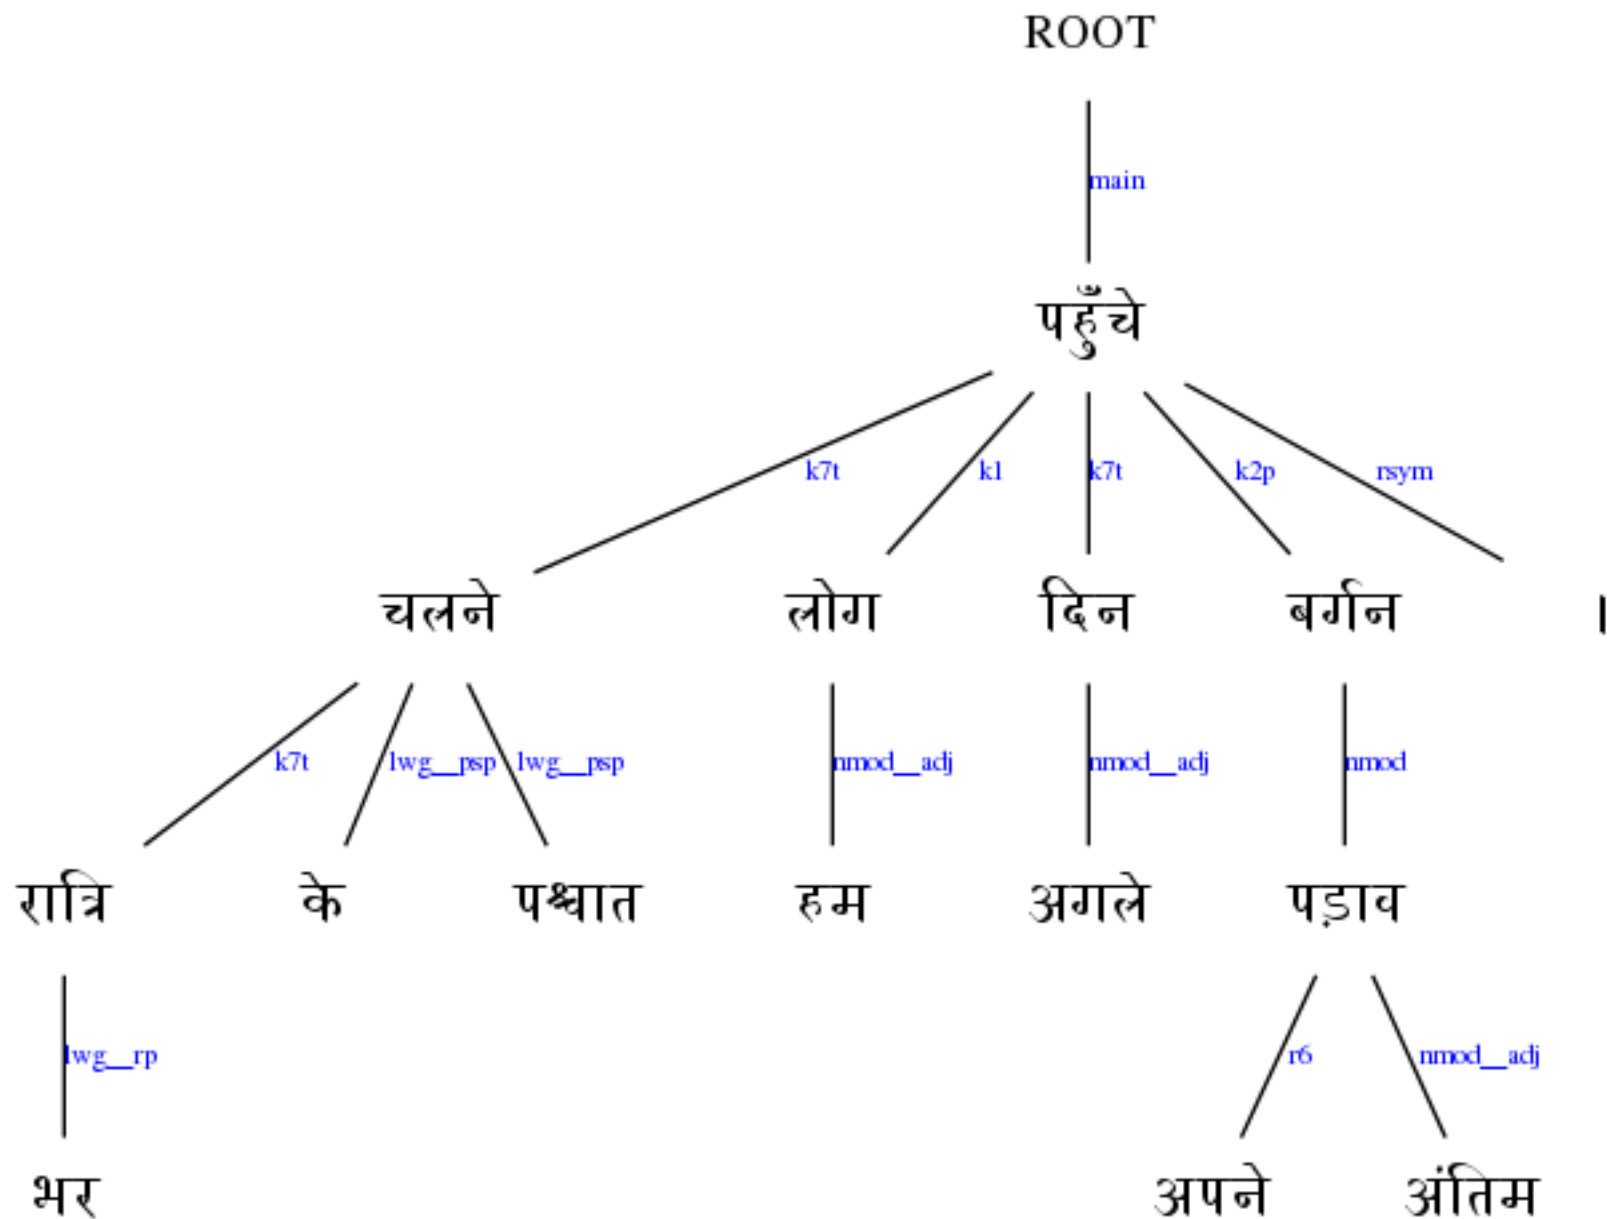 ROOT
main
पहुँचे
k7t k1 k7t k2p rsym
चलने लोग दिन बर्गन ।
k7t lwg__psp lwg__psp nmod__adj nmod__adj nmod
रात्रि के पश्चात हम अगले पड़ाव
lwg__rp r6 nmod__adj
भर अपने अंतिम